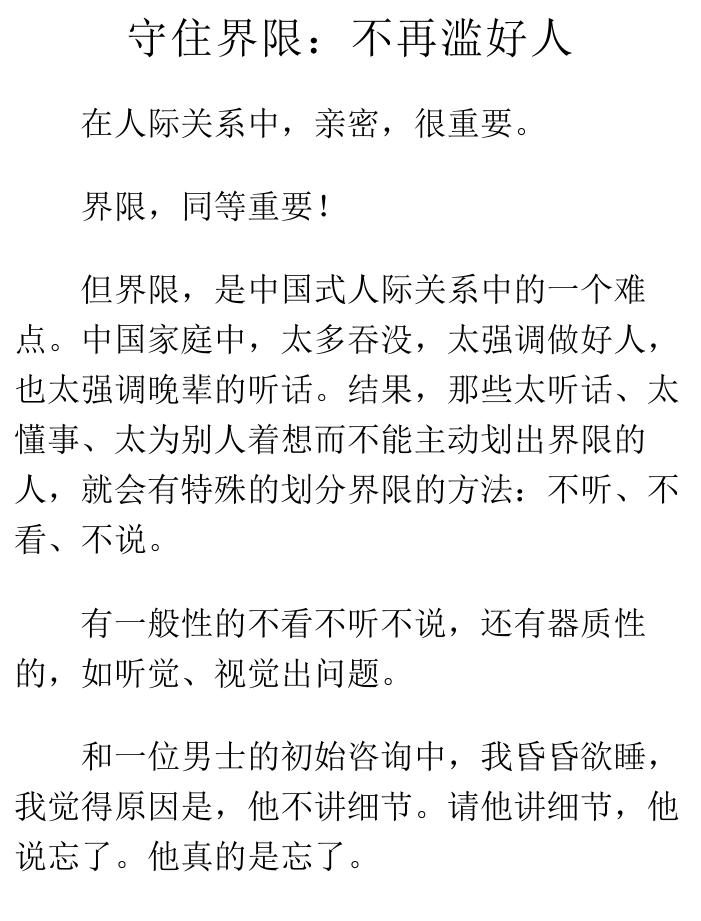 守住界限：不再滥好人
在人际关系中，亲密，很重要。
界限，同等重要！
但界限，是中国式人际关系中的一个难
点。中国家庭中，太多吞没，太强调做好人，
也太强调晚辈的听话。结果，那些太听话、太
懂事、太为别人着想而不能主动划出界限的
人，就会有特殊的划分界限的方法：不听、不
看、不说。
有一般性的不看不听不说，还有器质性
的，如听觉、视觉出问题。
和一位男士的初始咨询中，我昏昏欲睡，
我觉得原因是，他不讲细节。请他讲细节，他
说忘了。他真的是忘了。